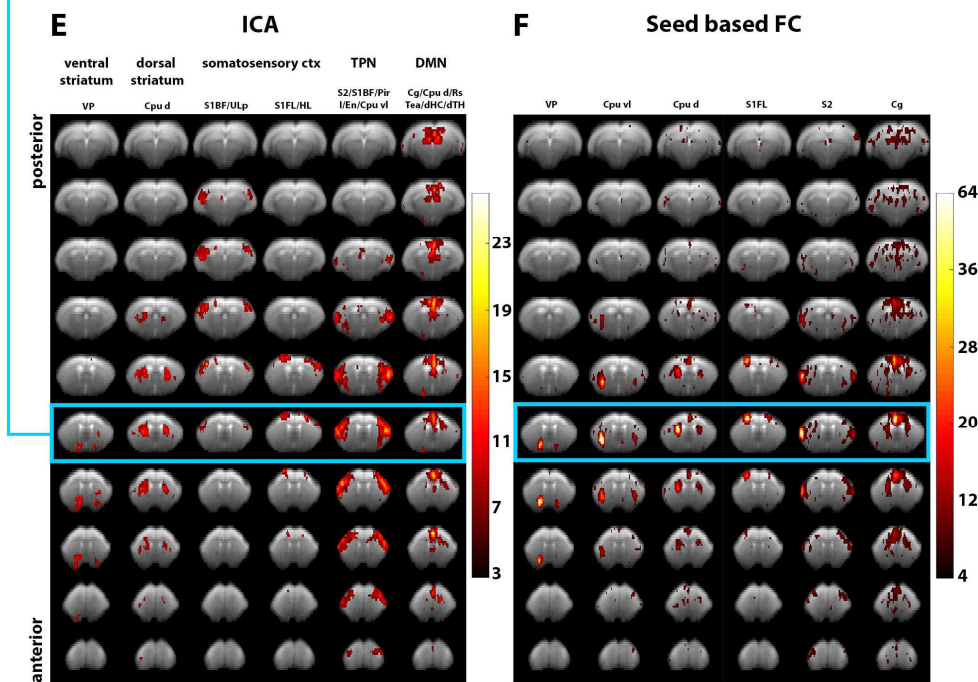 E ICA
ventral striatum
dorsal striatum
somatosensory ctx
TPN
DMN
VP
Cpu d
S1BF/ULp
S1FL/HL
S2/S1BF/Pir
I/En/Cpu vl
Cg/Cpu d/Rs
Tea/dHC/dTH
posterior
anterior
23
19
15
11
7
3
F Seed based FC
VP
Cpu vl
Cpu d
S1FL
S2
Cg
64
36
28
20
12
4